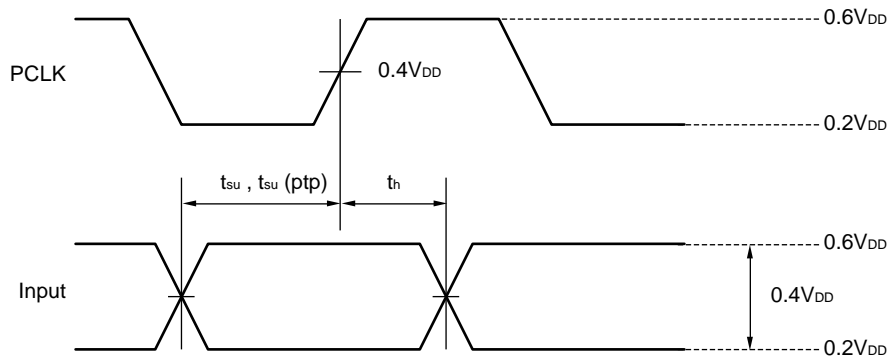 0.6VDD
PCLK
0.4VDD
0.2VDD
tsu , tsu (ptp)
th
0.6VDD
Input
0.4VDD
0.2VDD